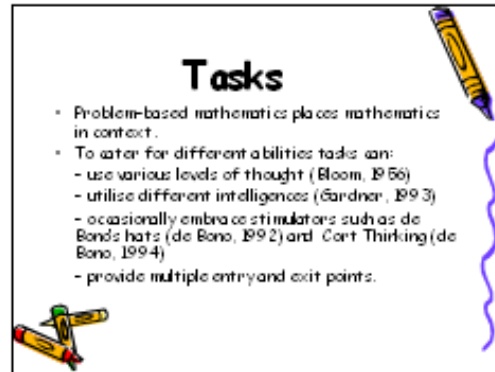 Tasks
• Problem-based mathematics places mathematics
in context.
• To cater for different abilities tasks can:
- use various levels of thought (Bloom, 1956)
- utilise different intelligences (Gardner, 1993)
- occasionally embrace stimulators such as de
Bono's hats (de Bono, 1992) and Cort Thinking (de
Bono, 1994)
- provide multiple entry and exit points.